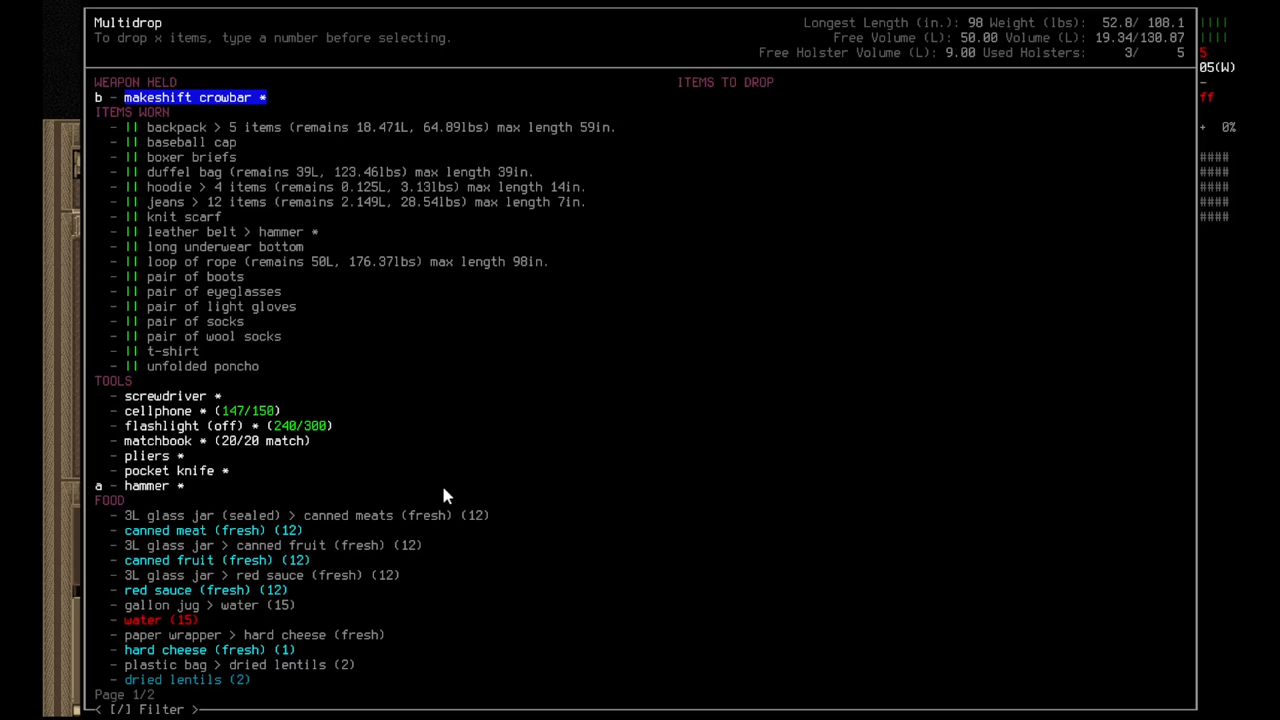 Multidrop
To drop x items, type a number before selecting.
Longest Length (in.): 98 Weight (lbs): 52.8/ 108.1
Free Volume (L): 50.00 Volume (L): 19.34/130.87
Free Holster Volume (L): 9.00 Used Holsters: 3/ 5
WEAPON HELD
ITEMS TO DROP
b - makeshift crowbar *
ITEMS WORN
- || backpack > 5 items (remains 18.471L, 64.89lbs) max length 59in.
- || baseball cap
- || boxer briefs
- || duffel bag (remains 39L, 123.46lbs) max length 39in.
- || hoodie > 4 items (remains 0.125L, 3.13lbs) max length 14in.
- || jeans > 12 items (remains 2.149L, 28.54lbs) max length 7in.
- || knit scarf
- || leather belt > hammer *
- || long underwear bottom
- || loop of rope (remains 50L, 176.37lbs) max length 98in.
- || pair of boots
- || pair of eyeglasses
- || pair of light gloves
- || pair of socks
- || pair of wool socks
- || t-shirt
- || unfolded poncho
TOOLS
- screwdriver *
- cellphone * (147/150)
- flashlight (off) * (240/300)
- matchbook * (20/20 match)
- pliers *
- pocket knife *
a - hammer *
FOOD
- 3L glass jar (sealed) > canned meats (fresh) (12)
- canned meat (fresh) (12)
- 3L glass jar > canned fruit (fresh) (12)
- canned fruit (fresh) (12)
- 3L glass jar > red sauce (fresh) (12)
- red sauce (fresh) (12)
- gallon jug > water (15)
- water (15)
- paper wrapper > hard cheese (fresh)
- hard cheese (fresh) (1)
- plastic bag > dried lentils (2)
- dried lentils (2)
Page 1/2
< [/] Filter >
||||
||||
5
05(W)
-
ff
+ 0%
####
####
####
####
####